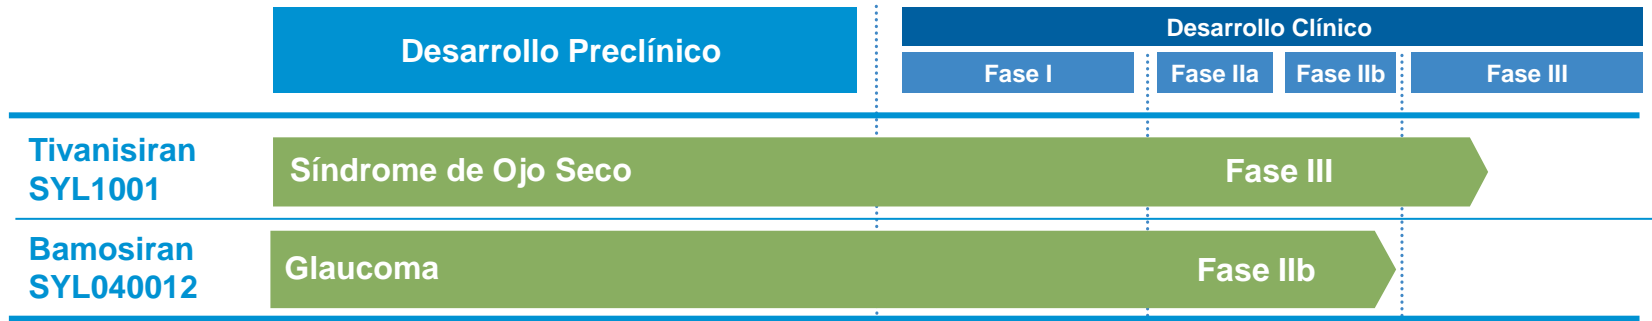 Desarrollo Preclínico
Desarrollo Clínico
Fase I
Fase IIa
Fase IIb
Fase III
Tivanisiran
SYL1001
Síndrome de Ojo Seco
Fase III
Bamosiran
SYL040012
Glaucoma
Fase IIb